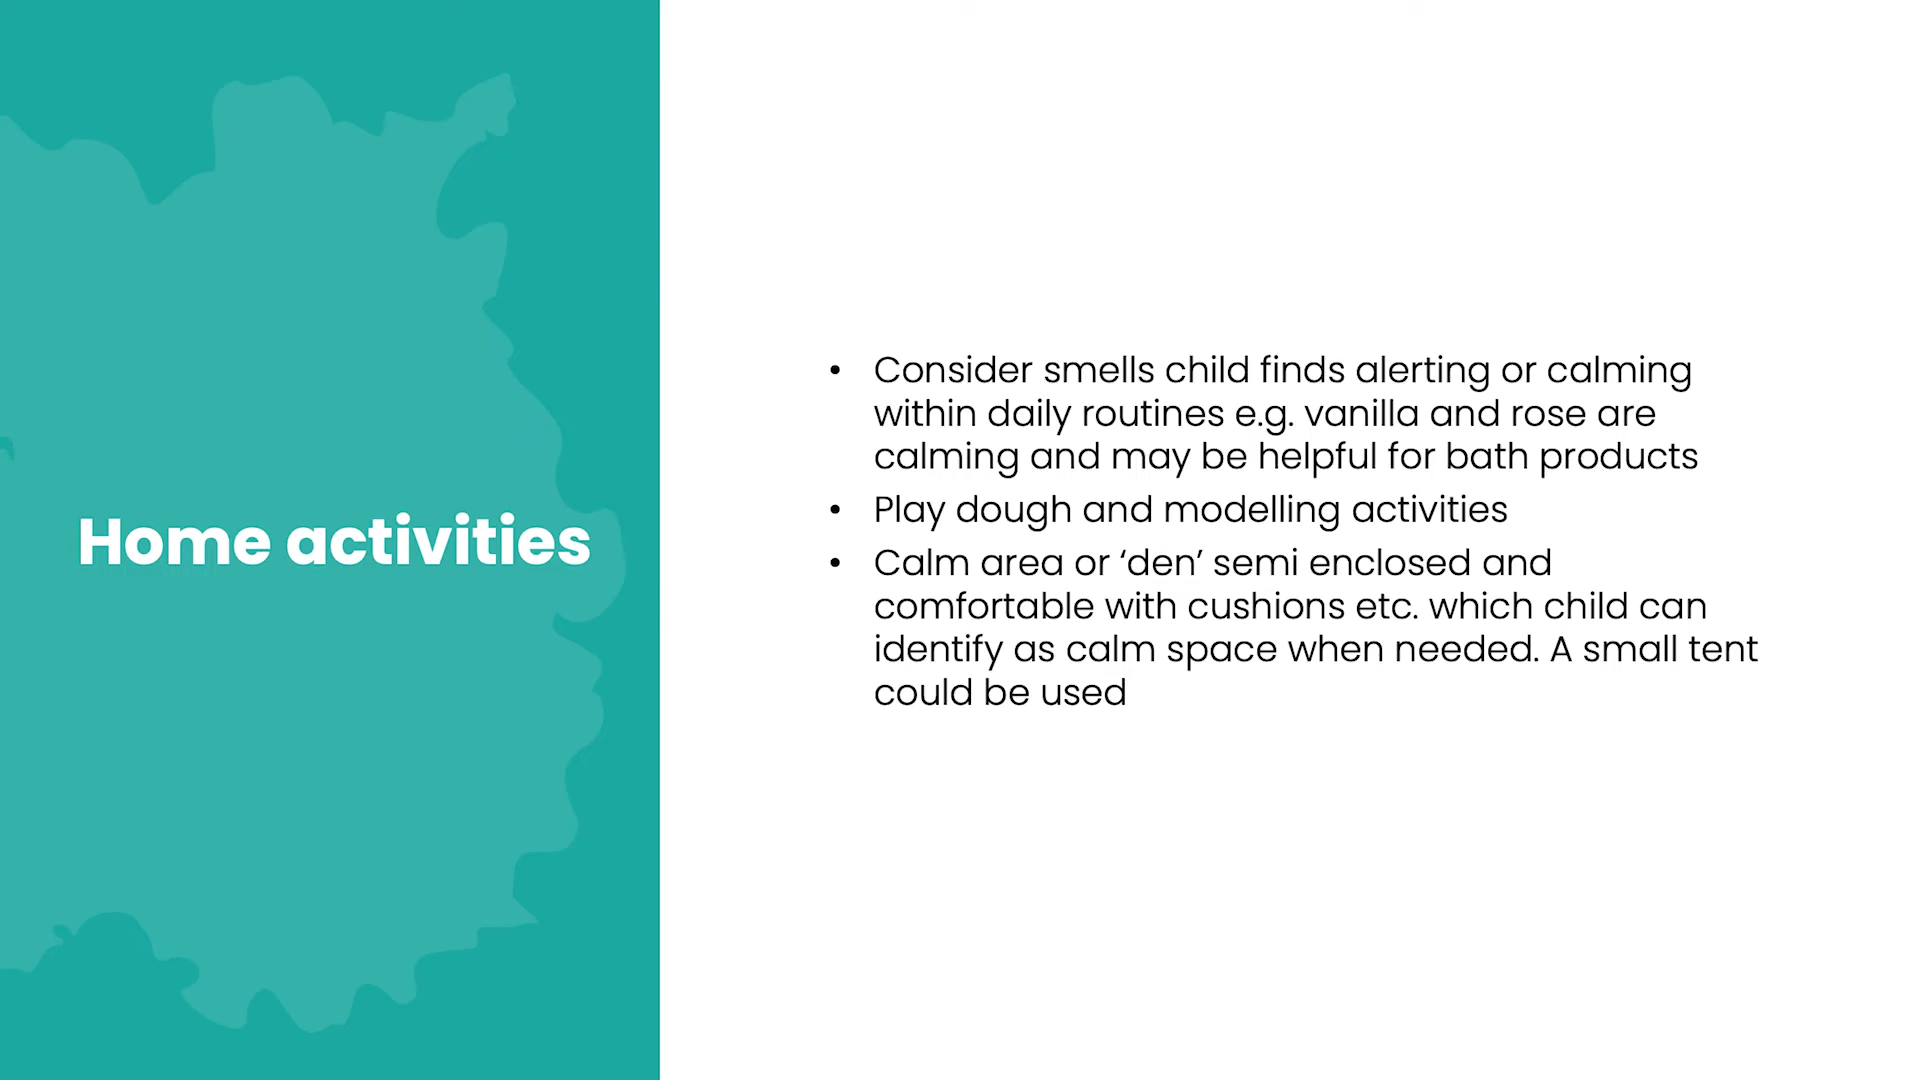 Home activities
• Consider smells child finds alerting or calming
within daily routines e.g. vanilla and rose are
calming and may be helpful for bath products
• Play dough and modelling activities
• Calm area or ‘den’ semi enclosed and
comfortable with cushions etc. which child can
identify as calm space when needed. A small tent
could be used